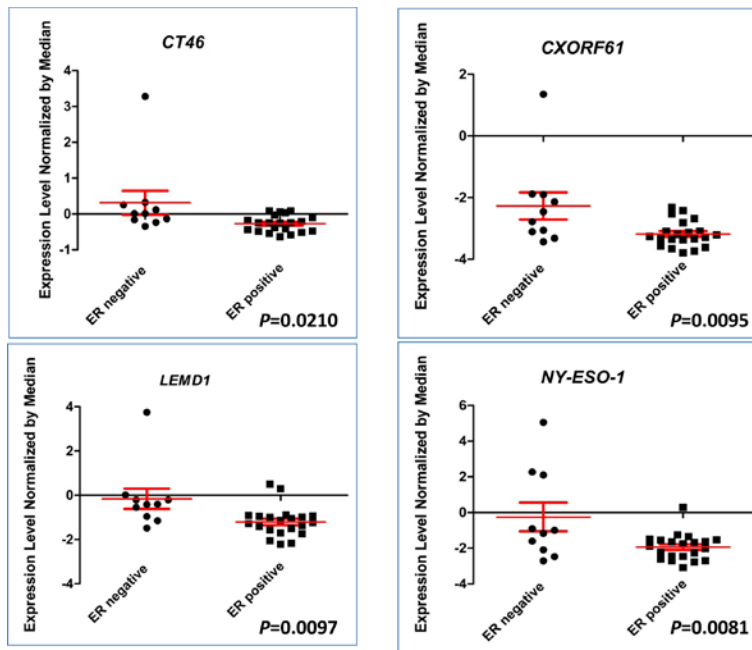 CT46
Expression Level Normalized by Median
4
3
2
1
0
-1
ER negative
ER positive
P=0.0210
CXORF61
Expression Level Normalized by Median
2
0
-2
-4
ER negative
ER positive
P=0.0095
LEMD1
Expression Level Normalized by Median
4
2
0
-2
-4
ER negative
ER positive
P=0.0097
NY-ESO-1
Expression Level Normalized by Median
6
4
2
0
-2
-4
ER negative
ER positive
P=0.0081